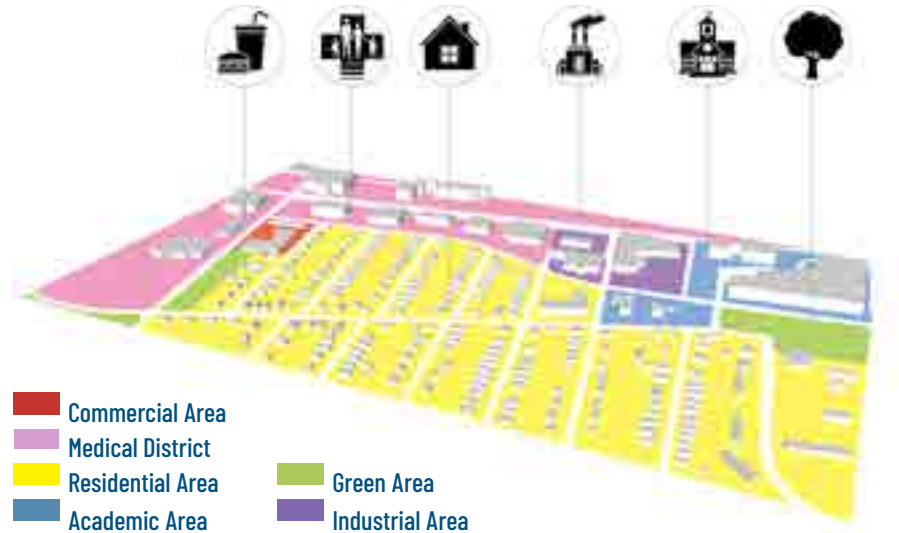 Commercial Area
Medical District
Residential Area
Academic Area
Green Area
Industrial Area